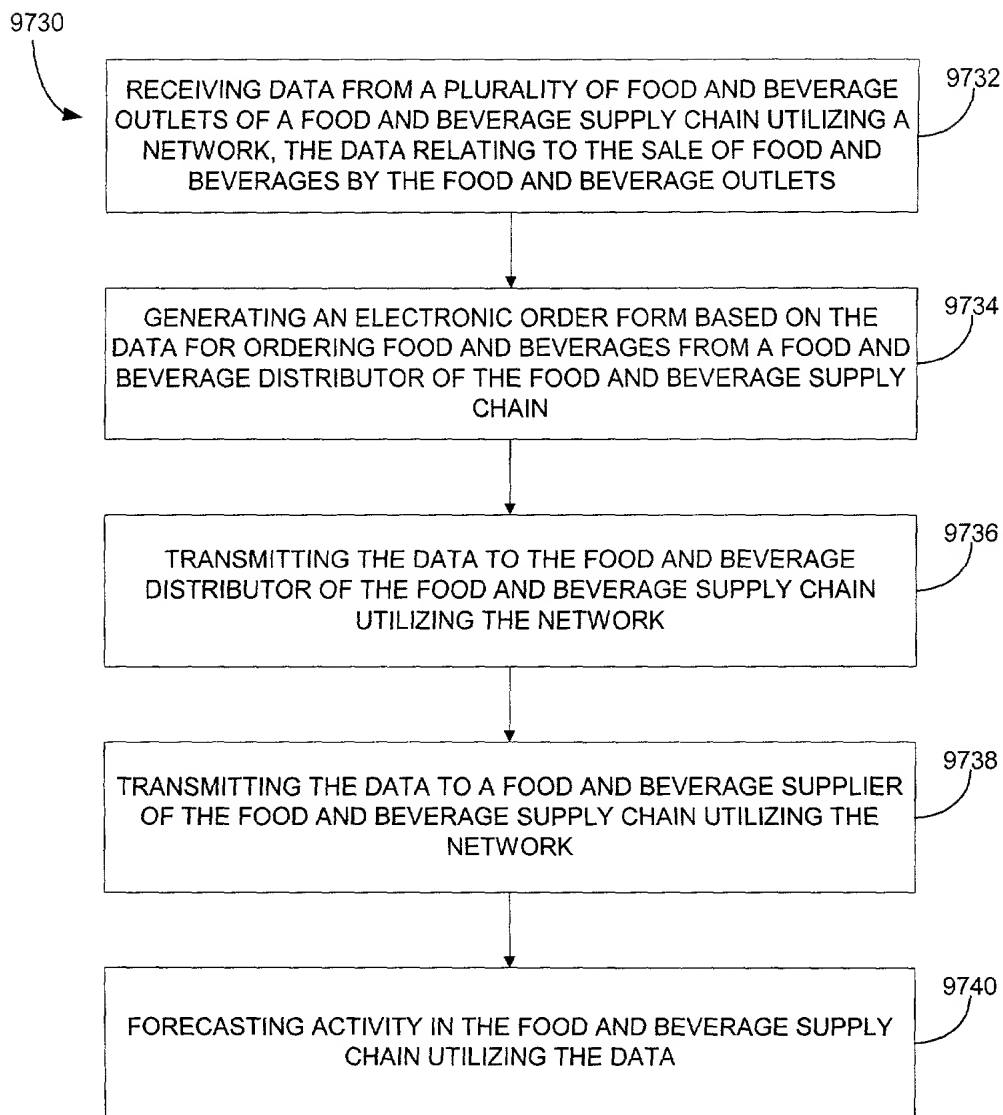 9730
RECEIVING DATA FROM A PLURALITY OF FOOD AND BEVERAGE
OUTLETS OF A FOOD AND BEVERAGE SUPPLY CHAIN UTILIZING A
NETWORK, THE DATA RELATING TO THE SALE OF FOOD AND
BEVERAGES BY THE FOOD AND BEVERAGE OUTLETS
9732
GENERATING AN ELECTRONIC ORDER FORM BASED ON THE
DATA FOR ORDERING FOOD AND BEVERAGES FROM A FOOD AND
BEVERAGE DISTRIBUTOR OF THE FOOD AND BEVERAGE SUPPLY
CHAIN
9734
TRANSMITTING THE DATA TO THE FOOD AND BEVERAGE
DISTRIBUTOR OF THE FOOD AND BEVERAGE SUPPLY CHAIN
UTILIZING THE NETWORK
9736
TRANSMITTING THE DATA TO A FOOD AND BEVERAGE SUPPLIER
OF THE FOOD AND BEVERAGE SUPPLY CHAIN UTILIZING THE
NETWORK
9738
FORECASTING ACTIVITY IN THE FOOD AND BEVERAGE SUPPLY
CHAIN UTILIZING THE DATA
9740